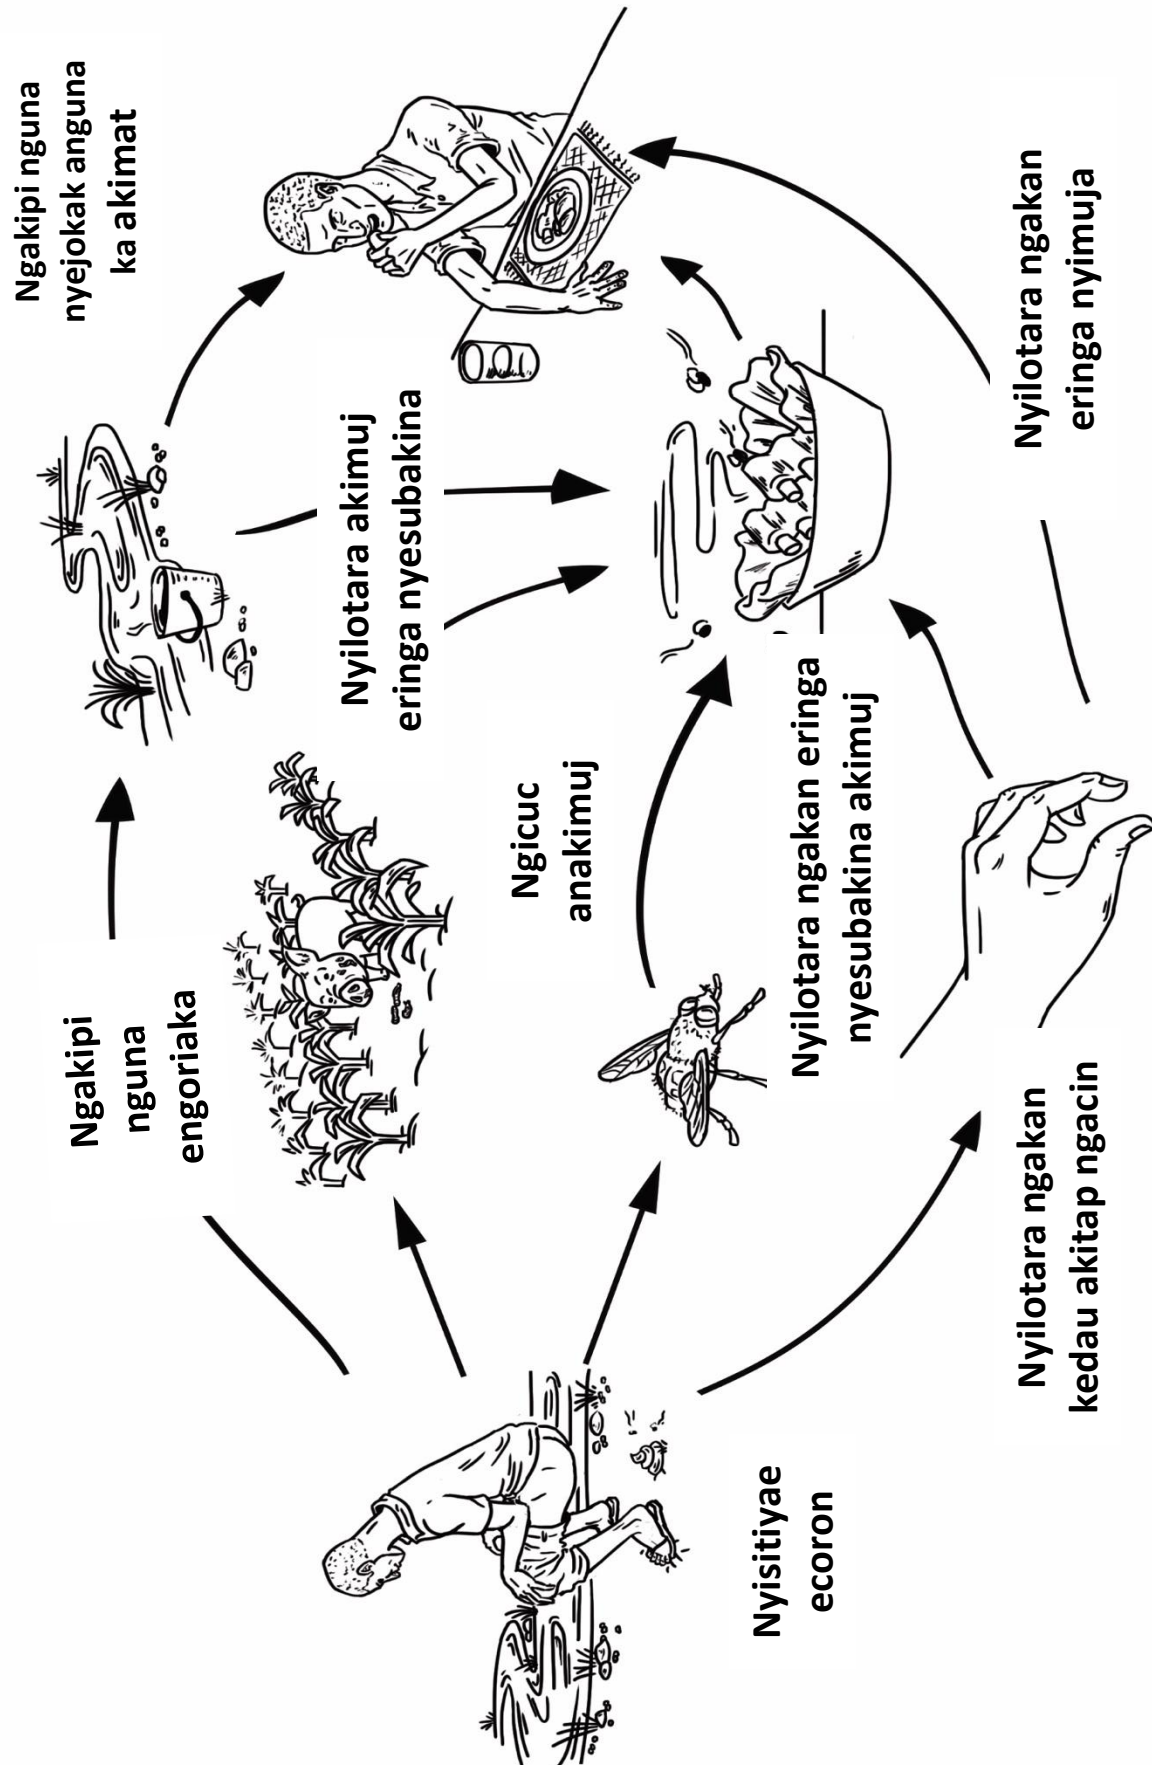 Nyisitiyae
ecoron
Ngakipi
nguna
engoriaka
Ngakipi nguna
nyejokak anguna
ka akimat
Nyilotara akimuj
eringa nyesubakina
Ngicuc
anakimuj
Nyilotara ngakan eringa
nyesubakina akimuj
Nyilotara ngakan
kedau akitap ngacin
Nyilotara ngakan
eringa nyimuja